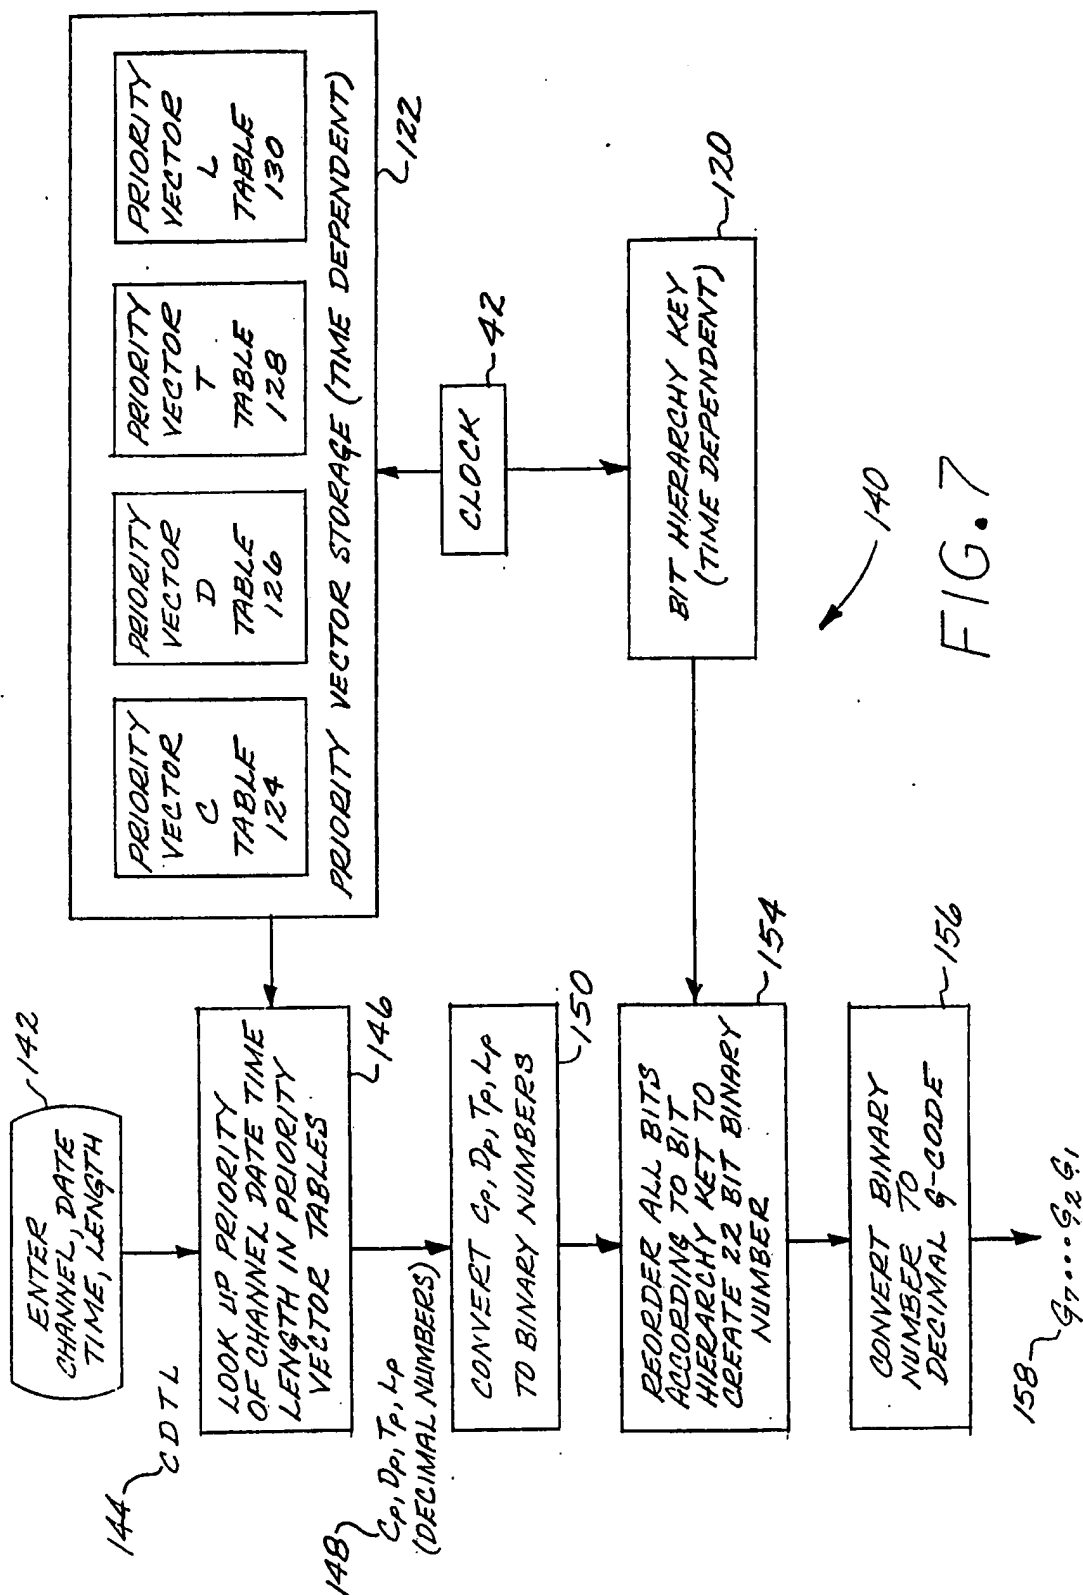 ENTER
CHANNEL, DATE
TIME, LENGTH
142
144
C D T L
LOOK UP PRIORITY
OF CHANNEL DATE TIME
LENGTH IN PRIORITY
VECTOR TABLES
146
148
Cp, Dp, Tp, Lp
(DECIMAL NUMBERS)
CONVERT Cp, Dp, Tp, Lp
TO BINARY NUMBERS
150
REORDER ALL BITS
ACCORDING TO BIT
HIERARCHY KET TO
CREATE 22 BIT BINARY
NUMBER
154
CONVERT BINARY
NUMBER TO
DECIMAL G-CODE
156
158
G7....G2 G1
PRIORITY
VECTOR
C
TABLE
124
PRIORITY
VECTOR
D
TABLE
126
PRIORITY
VECTOR
T
TABLE
128
PRIORITY
VECTOR
L
TABLE
130
PRIORITY VECTOR STORAGE (TIME DEPENDENT)
122
CLOCK
42
BIT HIERARCHY KEY
(TIME DEPENDENT)
120
140
FIG. 7